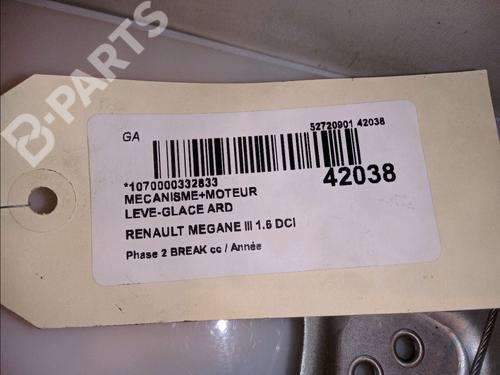 B-PARTS
GA
52720901 42038
*1070000332833
42038
MECANISME+MOTEUR
LEVE-GLACE ARD
RENAULT MEGANE III 1.6 DCI
Phase 2 BREAK cc / Année